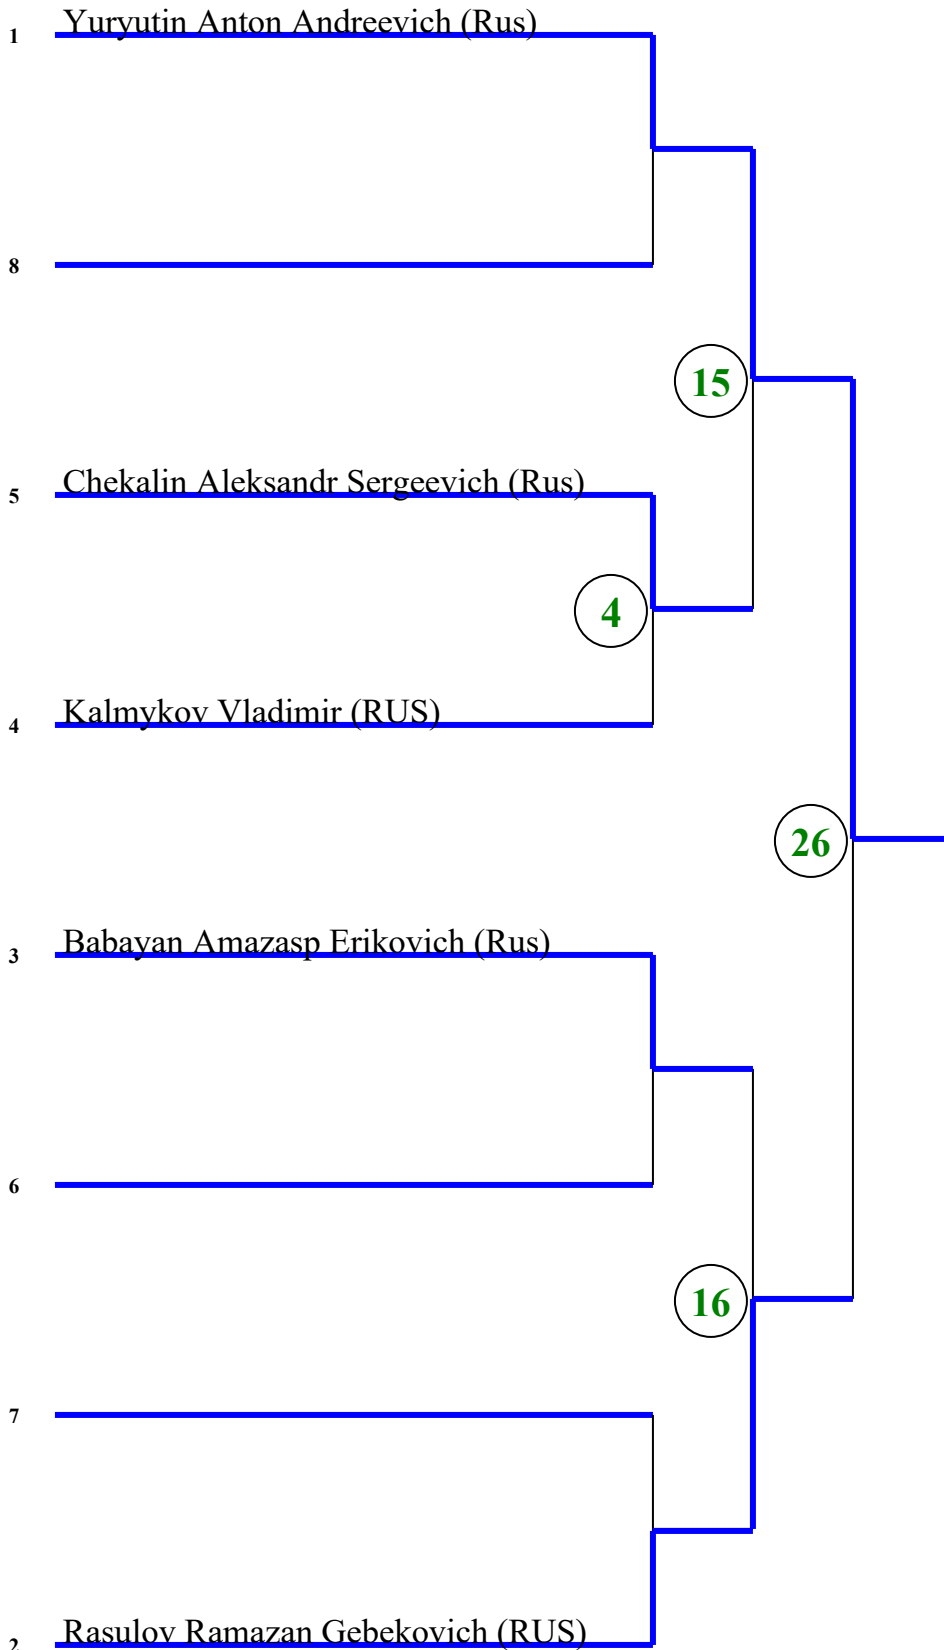 1 Yuryutin Anton Andreevich (Rus)
8
15
5 Chekalin Aleksandr Sergeevich (Rus)
4
4 Kalmykov Vladimir (RUS)
26
3 Babayan Amazasp Erikovich (Rus)
6
16
7
2 Rasulov Ramazan Gebekovich (RUS)